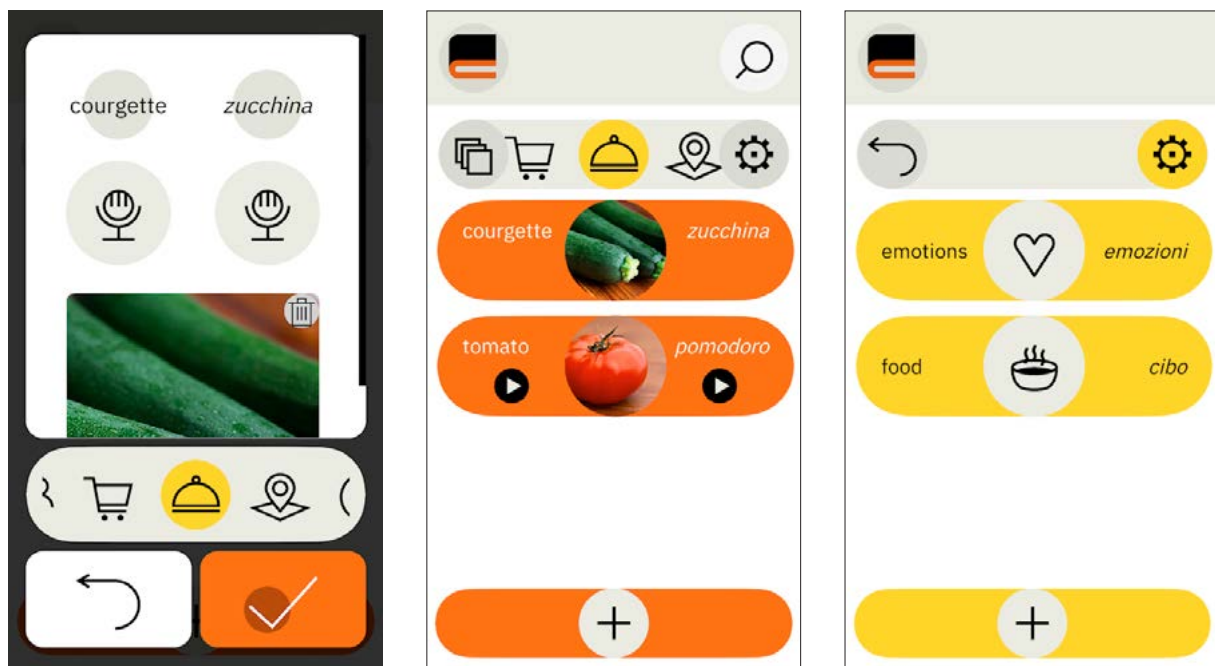 courgette zucchina
courgette zucchina
tomato pomodoro
emotions emozioni
food cibo